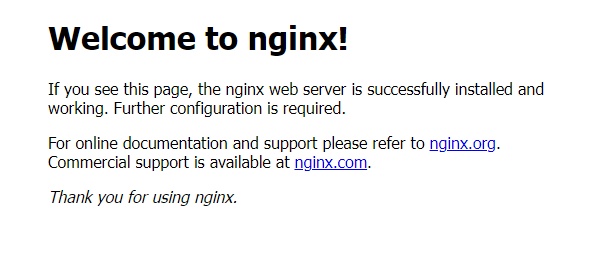 Welcome to nginx!
If you see this page, the nginx web server is successfully installed and
working. Further configuration is required.
For online documentation and support please refer to nginx.org.
Commercial support is available at nginx.com.
Thank you for using nginx.